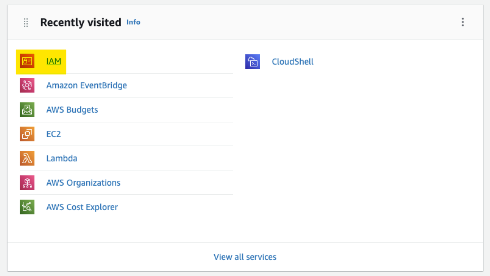 Recently visited Info
IAM
Amazon EventBridge
AWS Budgets
EC2
Lambda
AWS Organizations
AWS Cost Explorer
CloudShell
View all services